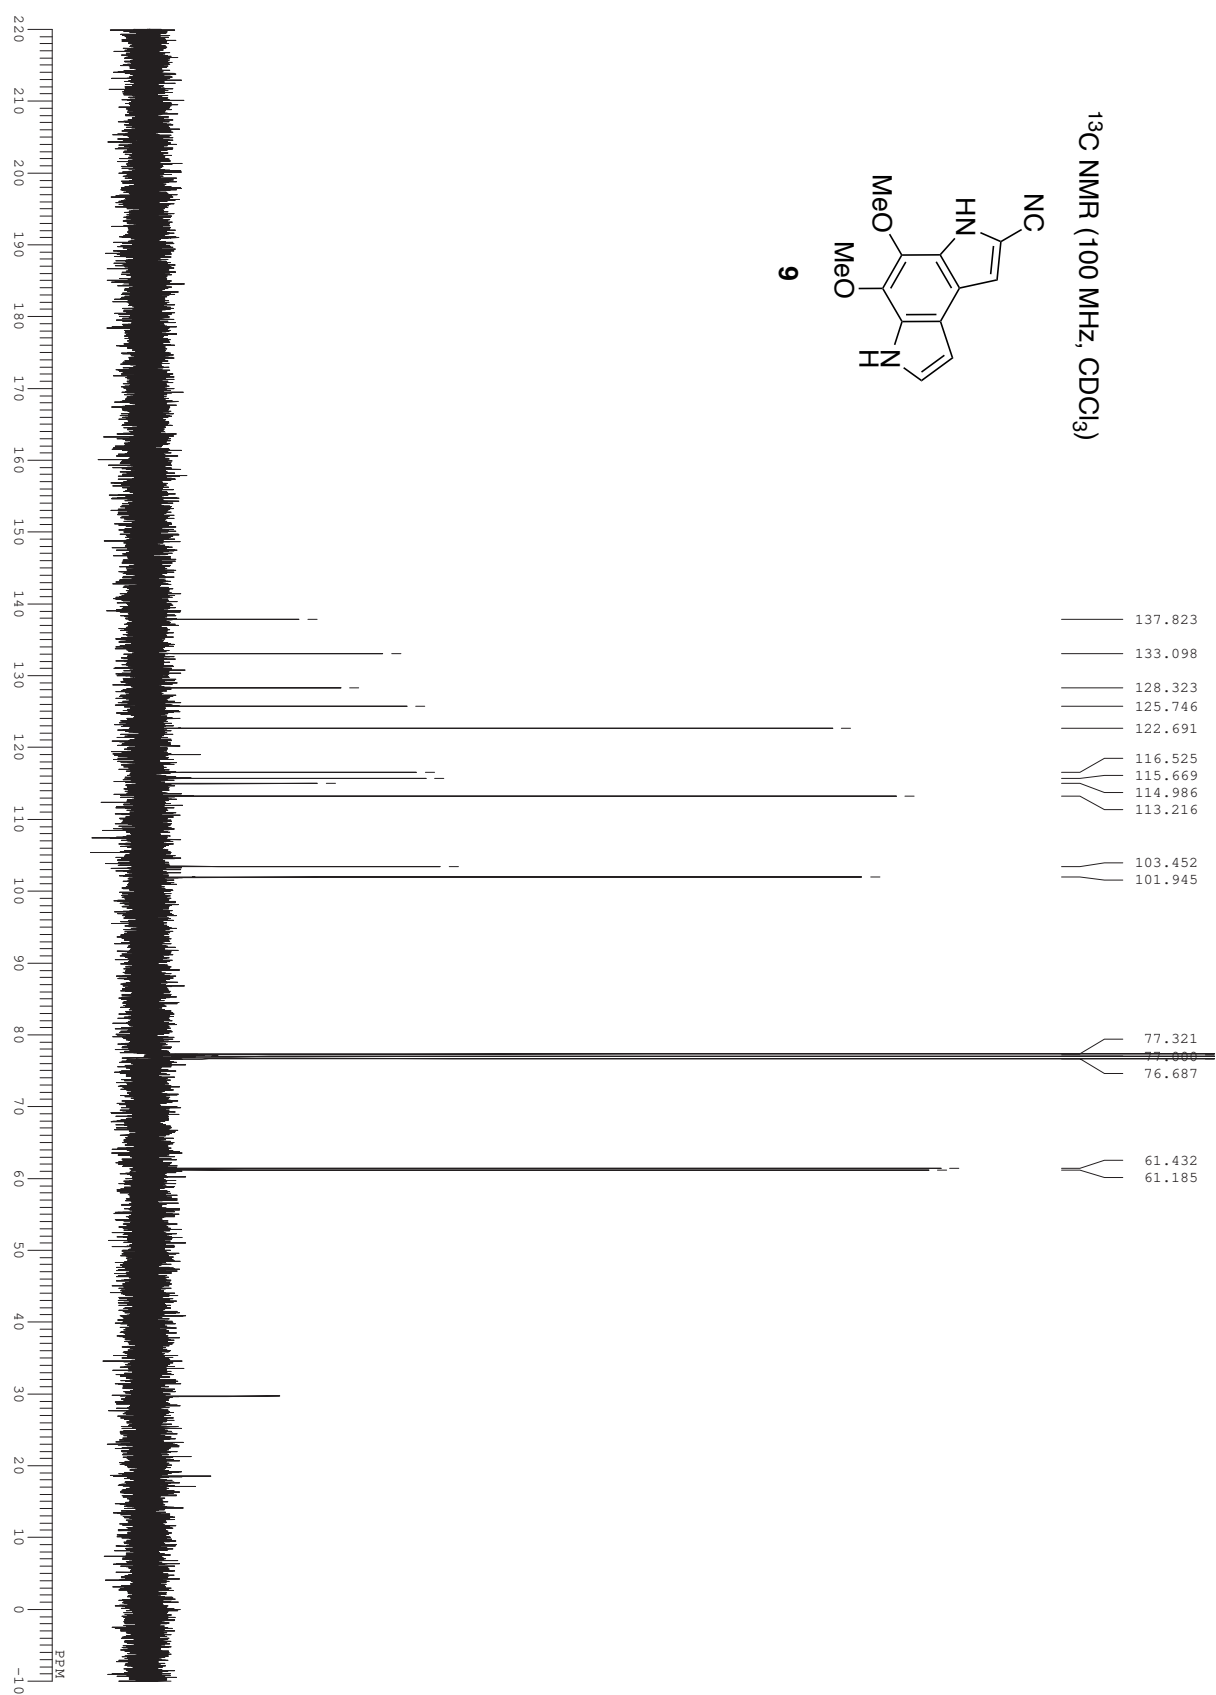 ¹³C NMR (100 MHz, CDCl₃)
NC
HN
MeO
MeO
N
H
9
137.823
133.098
128.323
125.746
122.691
116.525
115.669
114.986
113.216
103.452
101.945
77.321
77.000
76.687
61.432
61.185
220 210 200 190 180 170 160 150 140 130 120 110 100 90 80 70 60 50 40 30 20 10 0 -10
PPM